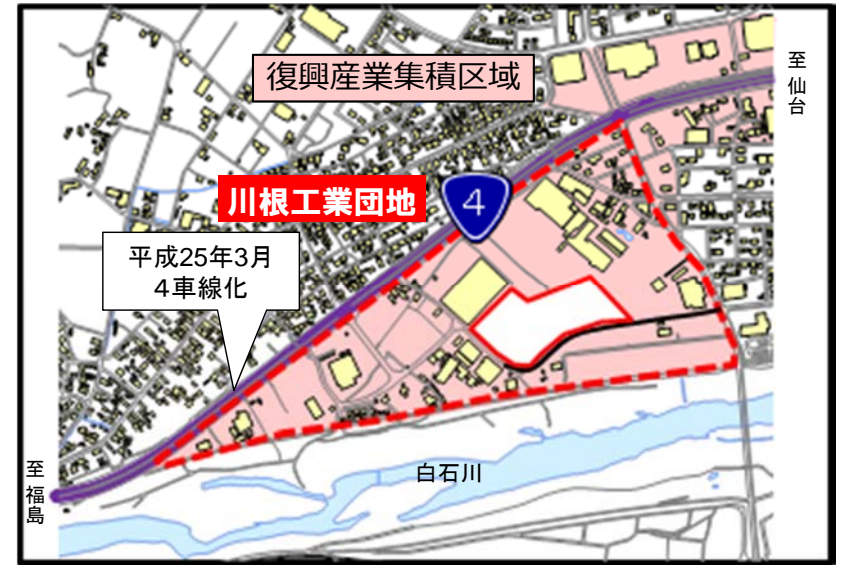 復興産業集積区域
至仙台
川根工業団地
4
平成25年3月
4車線化
白石川
至福島